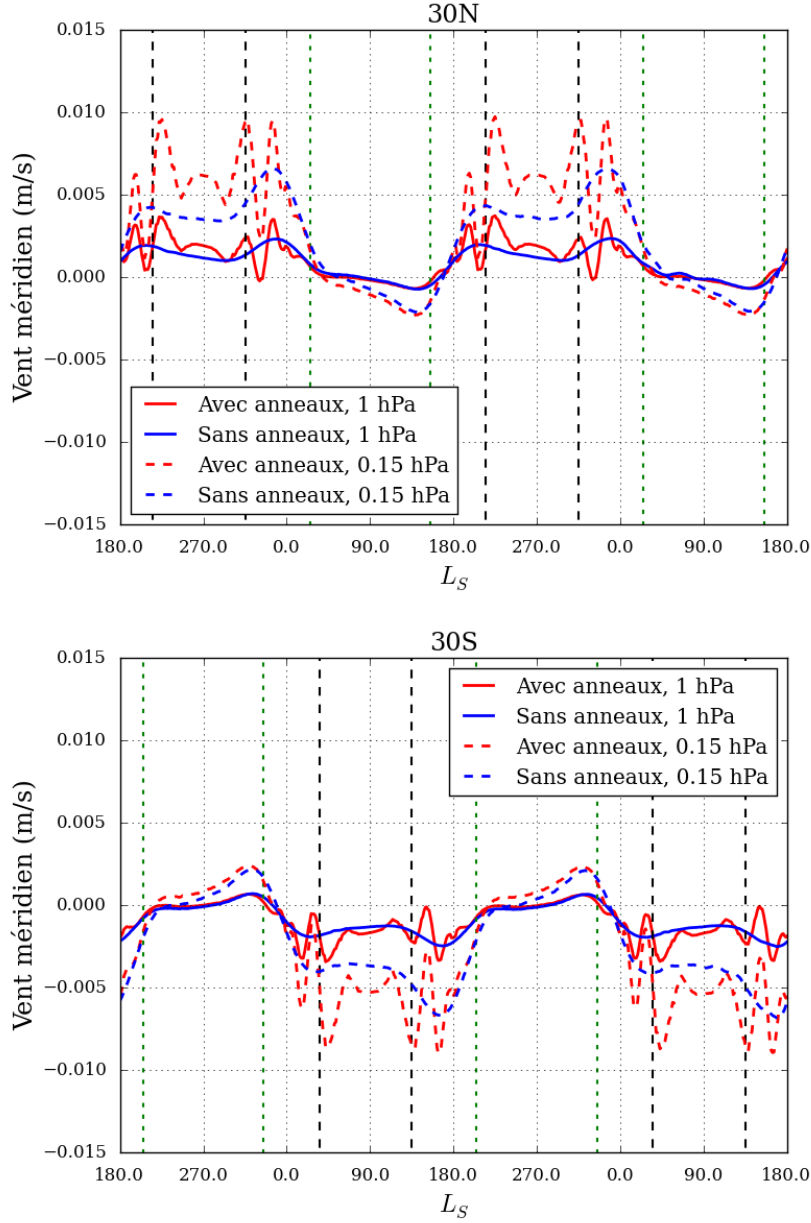 30N
0.015
0.010
0.005
0.000
−0.005
−0.010
−0.015
Vent méridien (m/s)
Avec anneaux, 1 hPa
Sans anneaux, 1 hPa
Avec anneaux, 0.15 hPa
Sans anneaux, 0.15 hPa
180.0 270.0 0.0 90.0 180.0 270.0 0.0 90.0 180.0
L_S
30S
0.015
0.010
0.005
0.000
−0.005
−0.010
−0.015
Vent méridien (m/s)
Avec anneaux, 1 hPa
Sans anneaux, 1 hPa
Avec anneaux, 0.15 hPa
Sans anneaux, 0.15 hPa
180.0 270.0 0.0 90.0 180.0 270.0 0.0 90.0 180.0
L_S